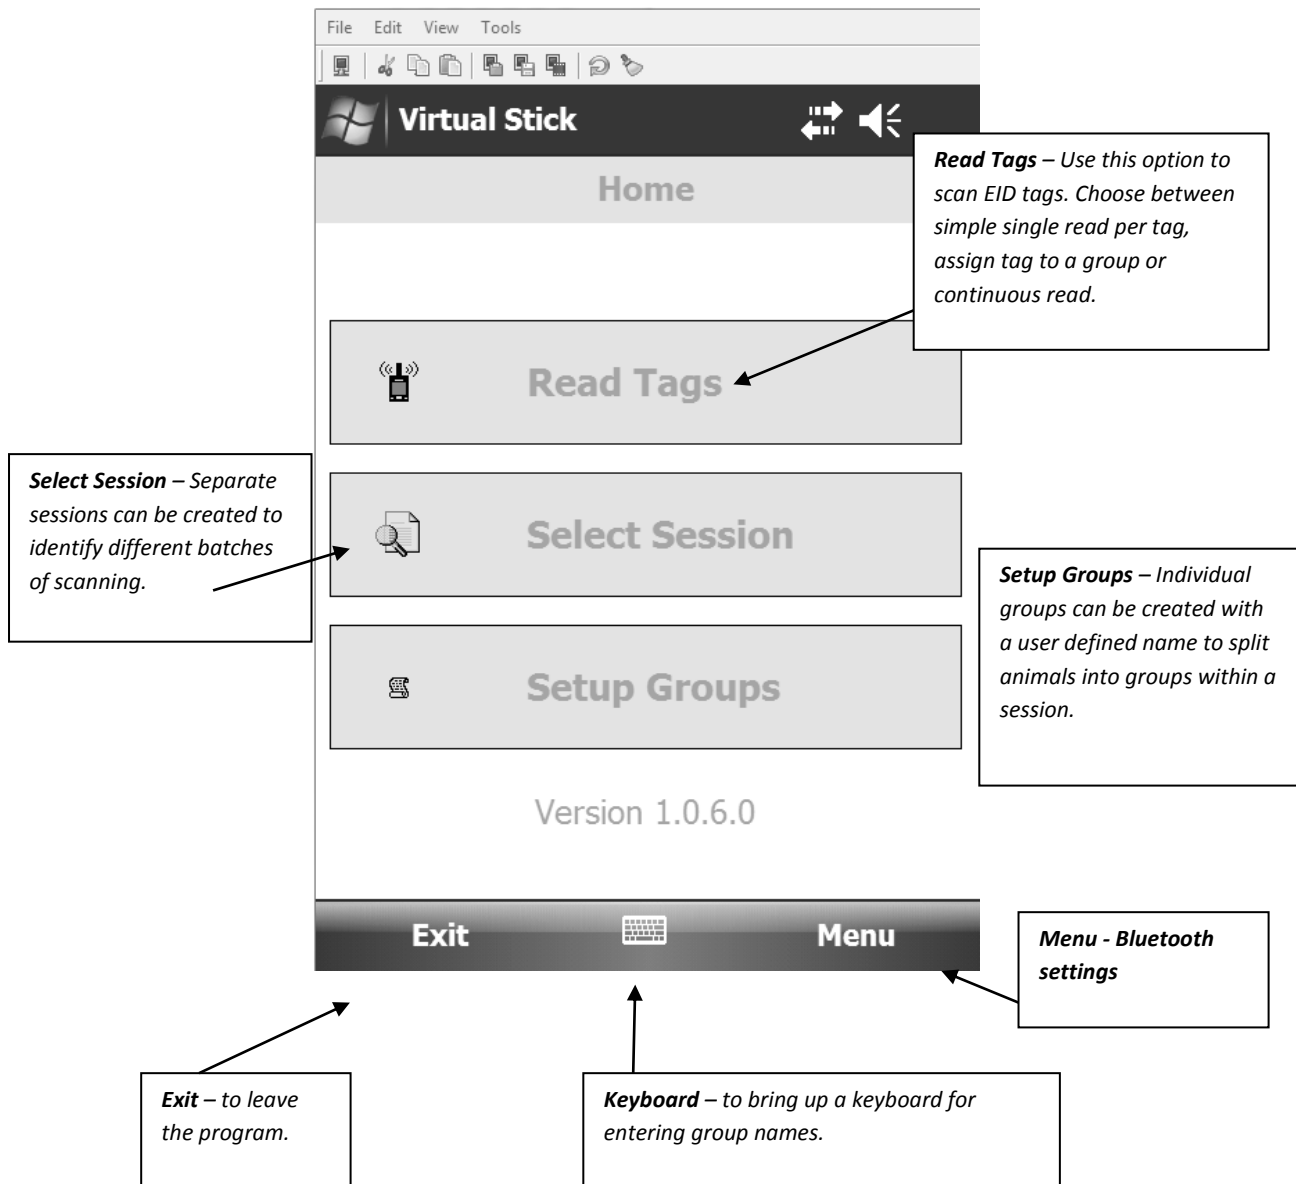 File Edit View Tools
Virtual Stick
Home
Read Tags – Use this option to
scan EID tags. Choose between
simple single read per tag,
assign tag to a group or
continuous read.
Read Tags
Select Session – Separate
sessions can be created to
identify different batches
of scanning.
Select Session
Setup Groups – Individual
groups can be created with
a user defined name to split
animals into groups within a
session.
Setup Groups
Version 1.0.6.0
Exit
Menu
Menu - Bluetooth
settings
Exit – to leave
the program.
Keyboard – to bring up a keyboard for
entering group names.